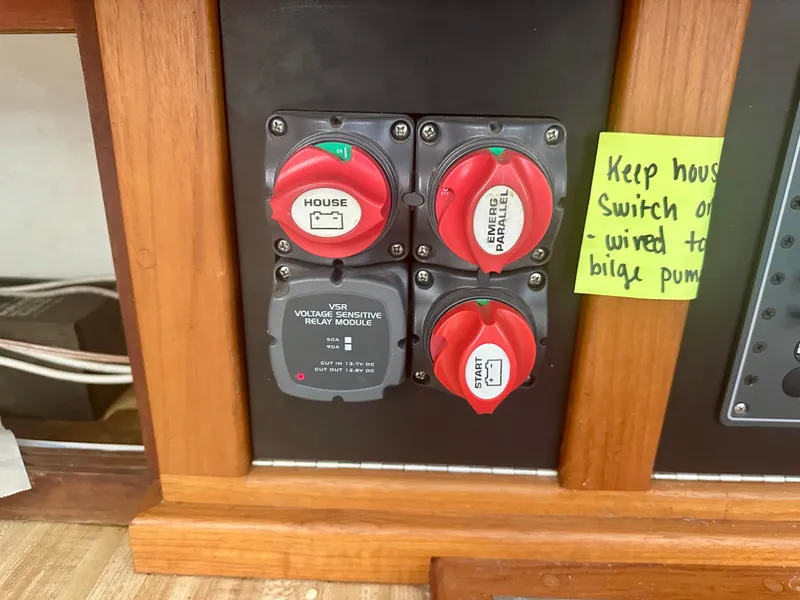 HOUSE
EMERG
PARALLEL
VSR
VOLTAGE SENSITIVE
RELAY MODULE
50A
90A
CUT IN 13.7V DC
CUT OUT 12.8V DC
START
Keep hous
Switch
- wired to
bilge pum